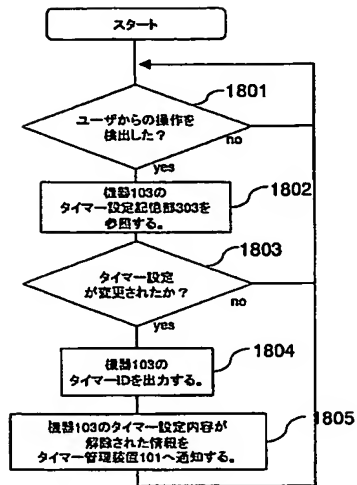 スタート
1801
ユーザからの操作を
検出した？
no
yes
1802
機器103の
タイマー設定記憶部303を
参照する。
1803
タイマー設定
が変更されたか？
no
yes
1804
機器103の
タイマーIDを出力する。
1805
機器103のタイマー設定内容が
解除された情報を
タイマー管理装置101へ通知する。